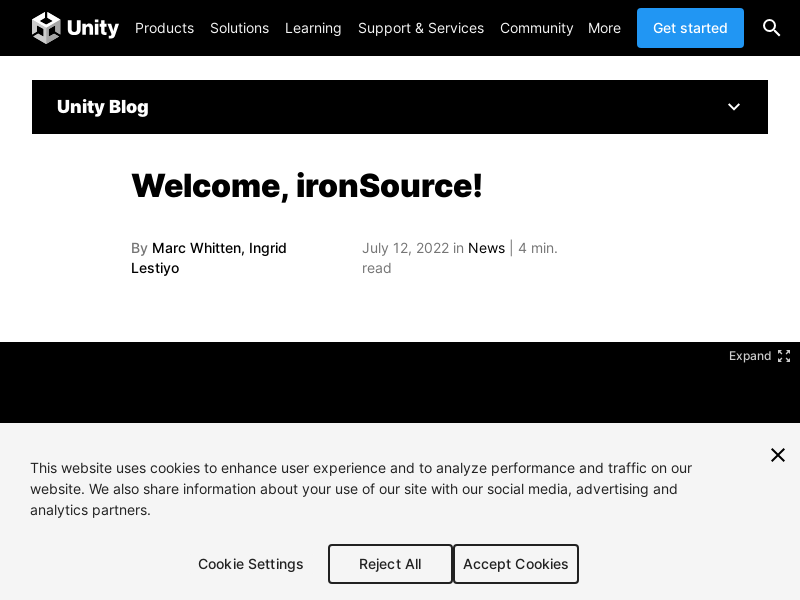 Unity Products Solutions Learning Support & Services Community More Get started
Unity Blog
Welcome, ironSource!
By Marc Whitten, Ingrid
Lestiyo
July 12, 2022 in News | 4 min.
read
Expand
This website uses cookies to enhance user experience and to analyze performance and traffic on our
website. We also share information about your use of our site with our social media, advertising and
analytics partners.
Cookie Settings Reject All Accept Cookies